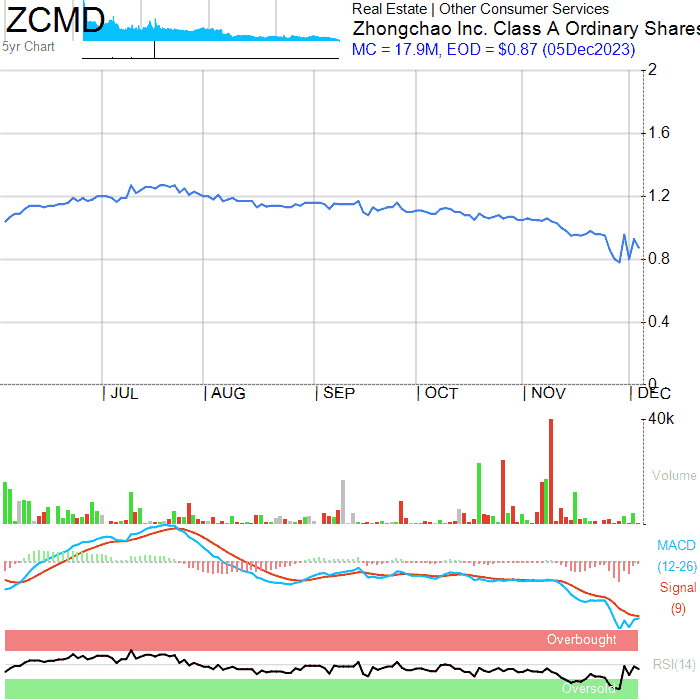 ZCMD
5yr Chart
Real Estate | Other Consumer Services
Zhongchao Inc. Class A Ordinary Shares
MC = 17.9M, EOD = $0.87 (05Dec2023)
2
1.6
1.2
0.8
0.4
0
| JUL | AUG | SEP | OCT | NOV | DEC
40k
Volume
MACD
(12-26)
Signal
(9)
Overbought
RSI(14)
Oversold